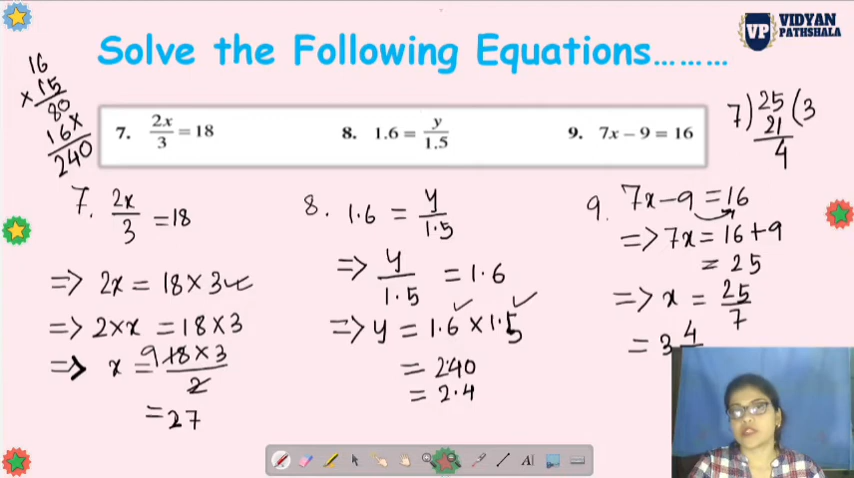 Solve the Following Equations.........
VP VIDYAN PATHSHALA
16
×15
80
16×
240
7. 2x/3 = 18
8. 1.6 = y/1.5
9. 7x − 9 = 16
7)25(3
21
4
7. 2x/3 = 18
=> 2x = 18×3
=> 2×x = 18×3
=> x = 9 18×3/2
= 27
8. 1.6 = y/1.5
=> y/1.5 = 1.6
=> y = 1.6×1.5
= 2.40
= 2.4
9. 7x−9 = 16
=> 7x = 16+9
= 25
=> x = 25/7
= 3 4
A